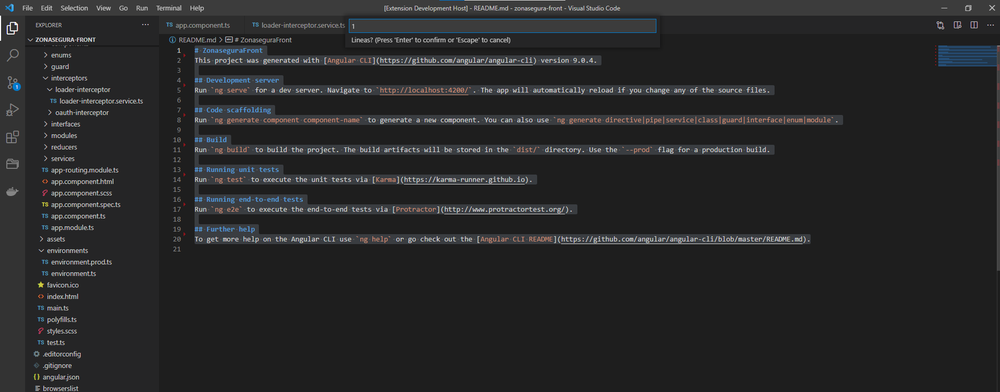 File Edit Selection View Go Run Terminal Help
[Extension Development Host] - README.md - zonasegura-front - Visual Studio Code
EXPLORER
ZONASEGURA-FRONT
components
enums
guard
interceptors
loader-interceptor
TS loader-interceptor.service.ts
oauth-interceptor
interfaces
modules
reducers
services
TS app-routing.module.ts
<> app.component.html
app.component.scss
TS app.component.spec.ts
TS app.component.ts
TS app.module.ts
assets
environments
TS environment.prod.ts
TS environment.ts
favicon.ico
<> index.html
TS main.ts
TS polyfills.ts
styles.scss
TS test.ts
.editorconfig
.gitignore
{} angular.json
browserslist
1
TS app.component.ts
TS loader-interceptor.service.ts
1
Lineas? (Press 'Enter' to confirm or 'Escape' to cancel)
README.md > abc # ZonaseguraFront
1 # ZonaseguraFront
2 This project was generated with [Angular CLI](https://github.com/angular/angular-cli) version 9.0.4.
3
4 ## Development server
5 Run `ng serve` for a dev server. Navigate to `http://localhost:4200/`. The app will automatically reload if you change any of the source files.
6
7 ## Code scaffolding
8 Run `ng generate component component-name` to generate a new component. You can also use `ng generate directive|pipe|service|class|guard|interface|enum|module`.
9
10 ## Build
11 Run `ng build` to build the project. The build artifacts will be stored in the `dist/` directory. Use the `--prod` flag for a production build.
12
13 ## Running unit tests
14 Run `ng test` to execute the unit tests via [Karma](https://karma-runner.github.io).
15
16 ## Running end-to-end tests
17 Run `ng e2e` to execute the end-to-end tests via [Protractor](http://www.protractortest.org/).
18
19 ## Further help
20 To get more help on the Angular CLI use `ng help` or go check out the [Angular CLI README](https://github.com/angular/angular-cli/blob/master/README.md).
21